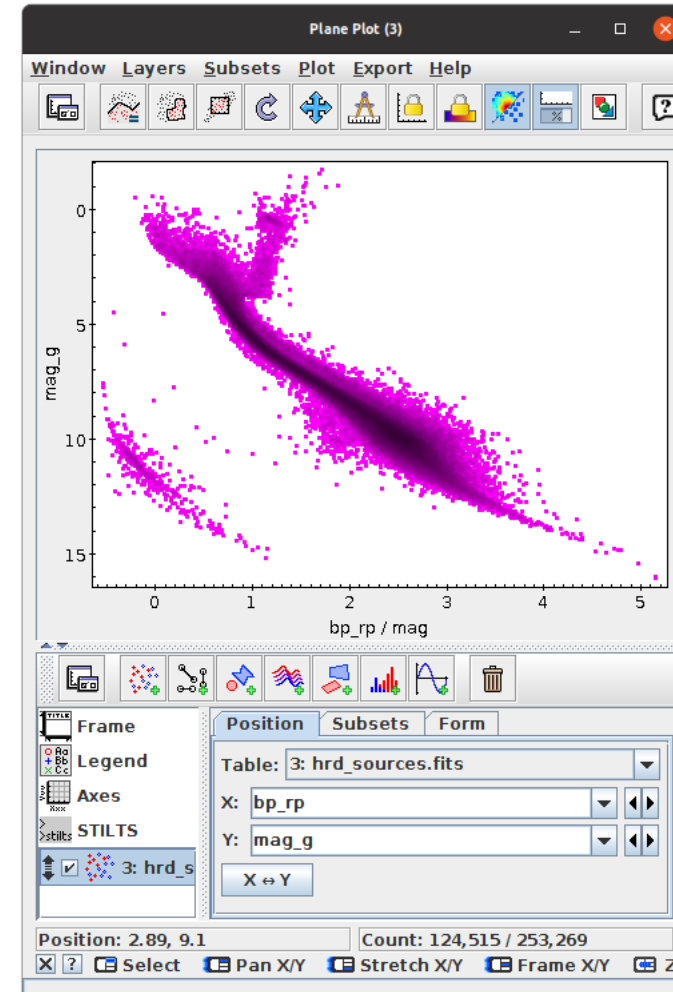 Plane Plot (3)
Window Layers Subsets Plot Export Help
0
5
10
15
mag_g
0 1 2 3 4 5
bp_rp / mag
TITLE
Frame
Position Subsets Form
Legend
Table: 3: hrd_sources.fits
Axes
X: bp_rp
>stilts STILTS
Y: mag_g
3: hrd_s
X ⇔ Y
Position: 2.89, 9.1
Count: 124,515 / 253,269
X ? Select Pan X/Y Stretch X/Y Frame X/Y Z